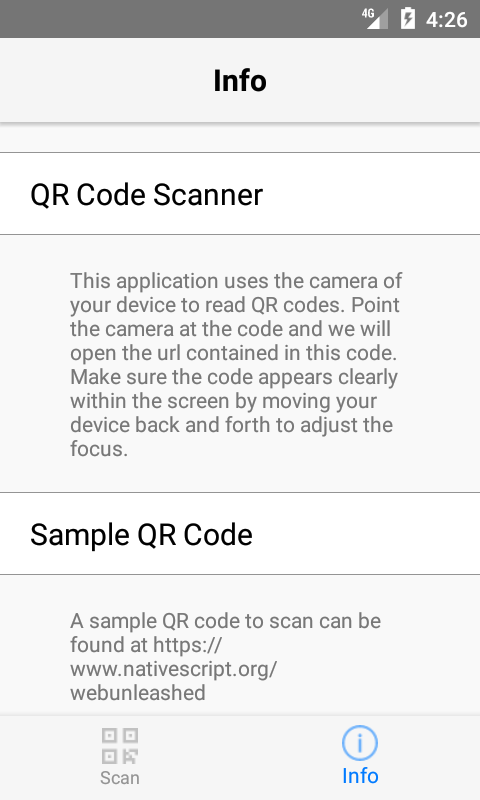 4G 4:26
Info
QR Code Scanner
This application uses the camera of
your device to read QR codes. Point
the camera at the code and we will
open the url contained in this code.
Make sure the code appears clearly
within the screen by moving your
device back and forth to adjust the
focus.
Sample QR Code
A sample QR code to scan can be
found at https://
www.nativescript.org/
webunleashed
Scan
Info